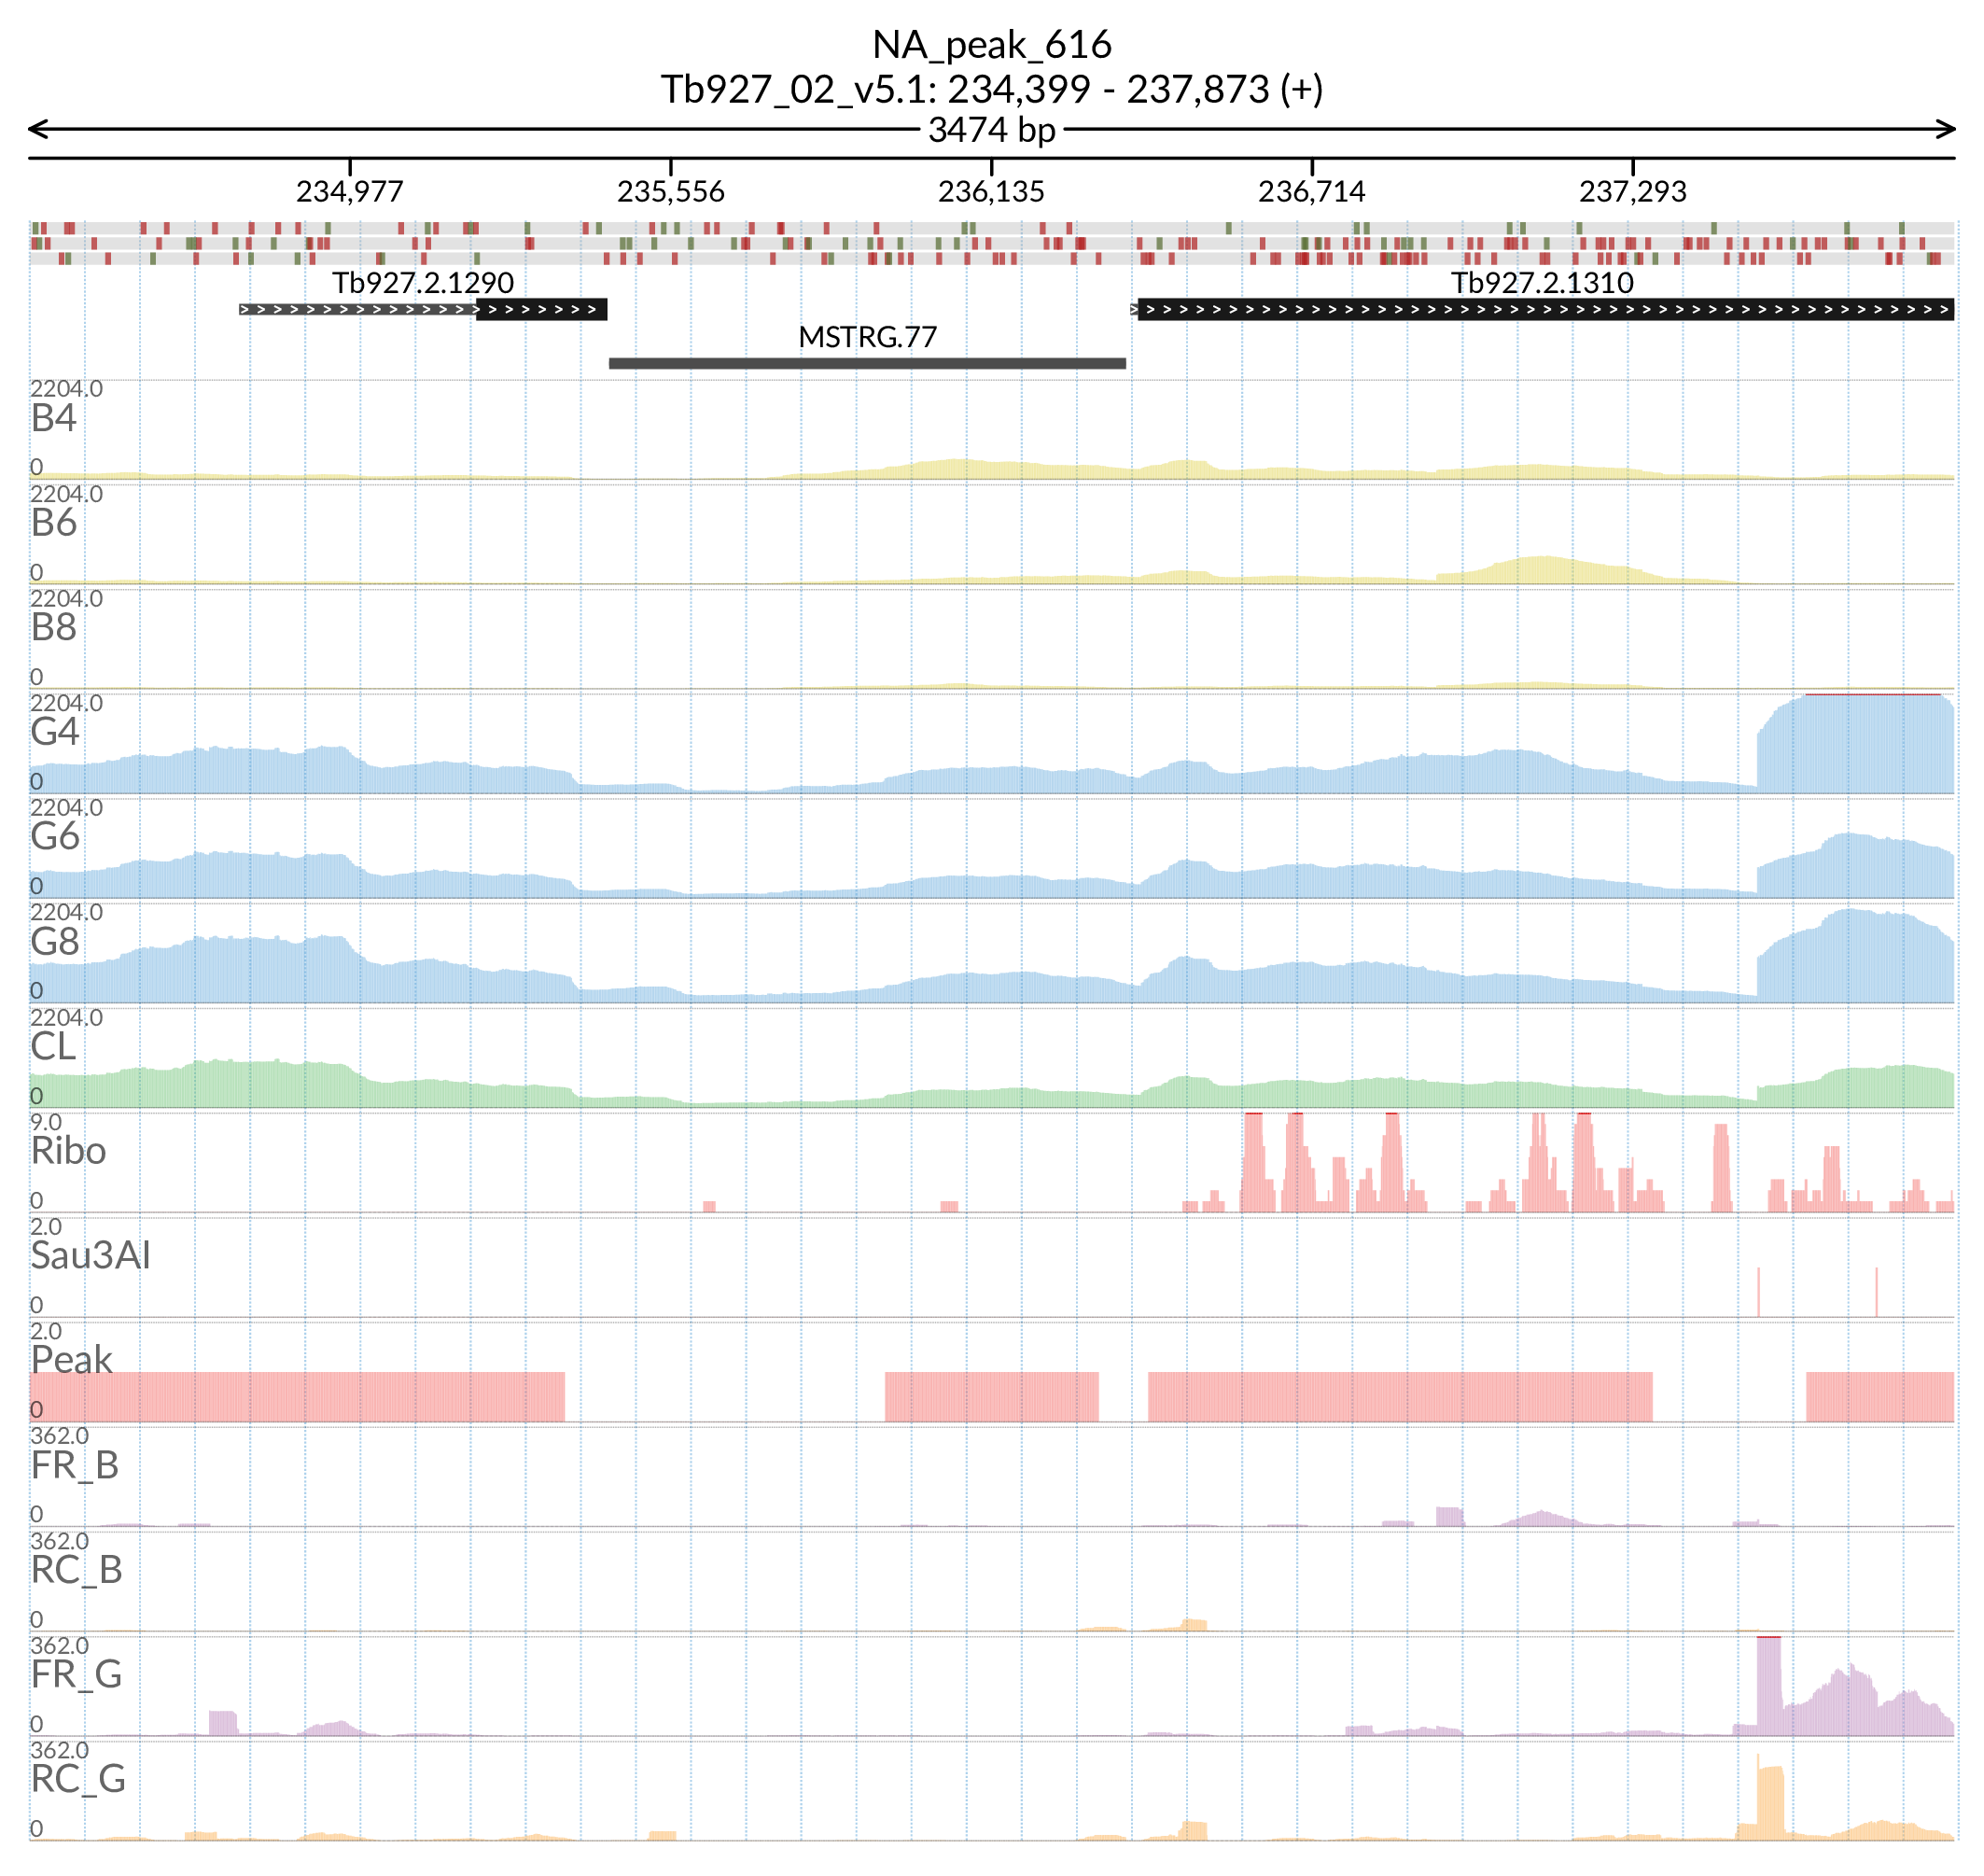 NA_peak_616
Tb927_02_v5.1: 234,399 - 237,873 (+)
3474 bp
234,977 235,556 236,135 236,714 237,293
Tb927.2.1290 Tb927.2.1310
MSTRG.77
2204.0
B4
0
2204.0
B6
0
2204.0
B8
0
2204.0
G4
0
2204.0
G6
0
2204.0
G8
0
2204.0
CL
0
9.0
Ribo
0
2.0
Sau3AI
0
2.0
Peak
0
362.0
FR_B
0
362.0
RC_B
0
362.0
FR_G
0
362.0
RC_G
0